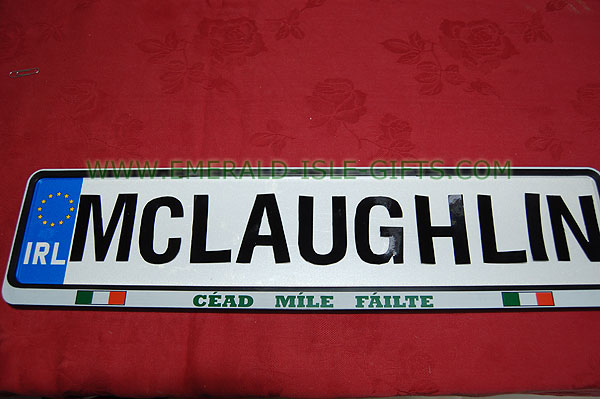 WWW.EMERALD-ISLE-GIFTS.COM
IRL MCLAUGHLIN
CÉAD MÍLE FÁILTE